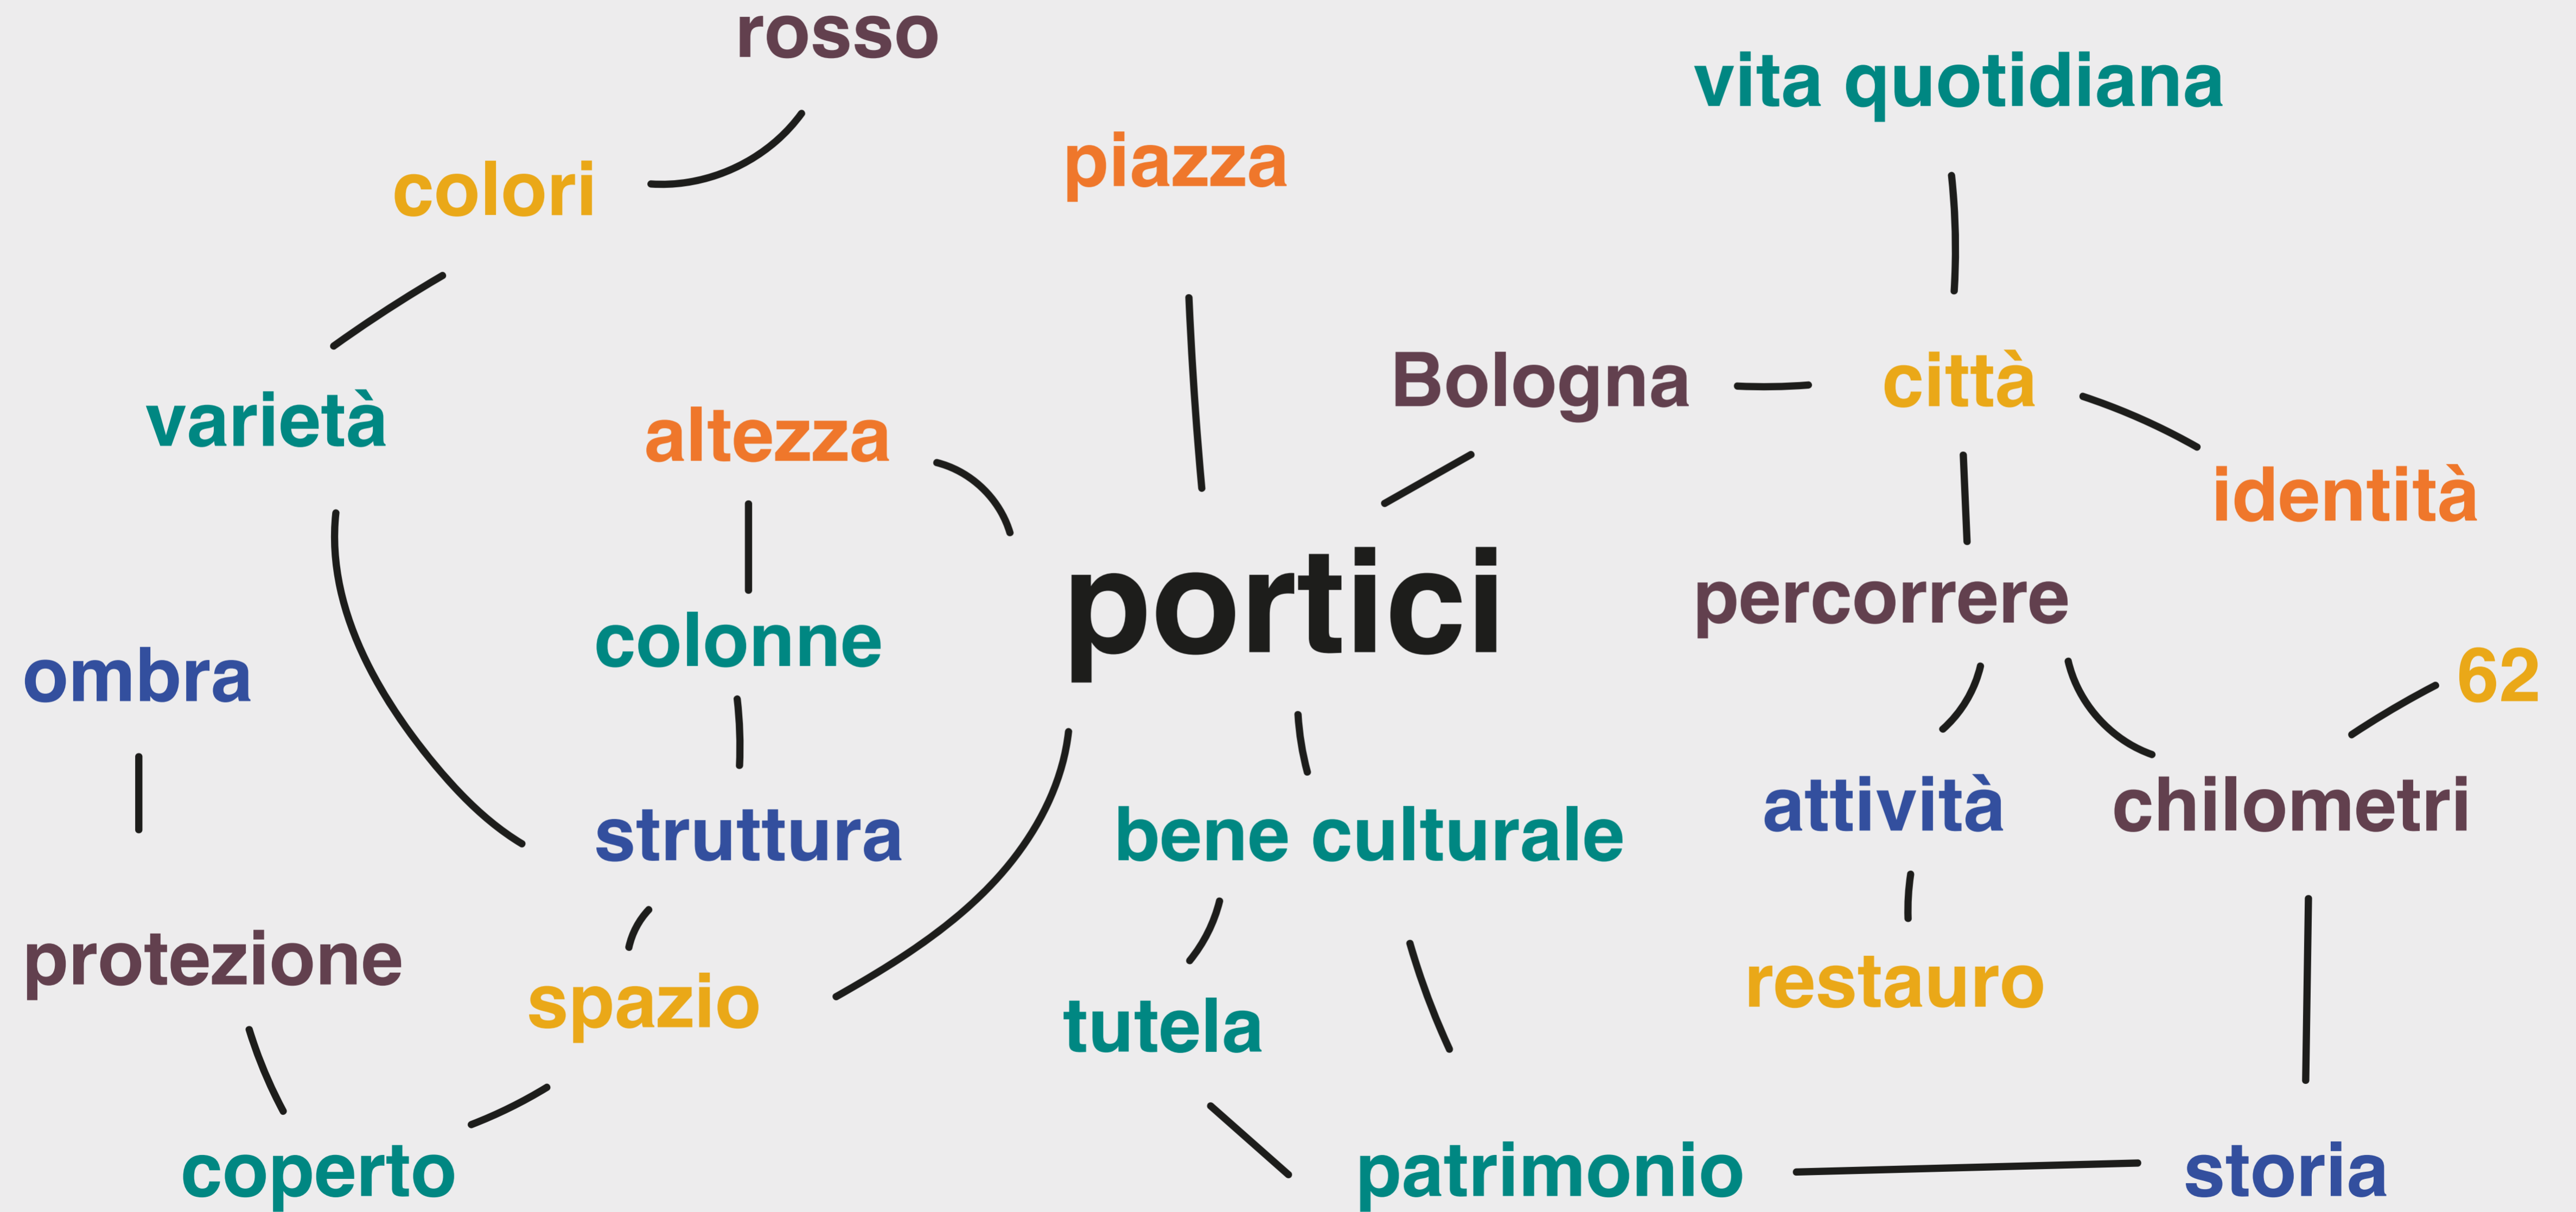 rosso
vita quotidiana
piazza
colori
Bologna
città
varietà
altezza
identità
portici
percorrere
colonne
ombra
62
attività
chilometri
struttura
bene culturale
protezione
restauro
spazio
tutela
coperto
patrimonio
storia